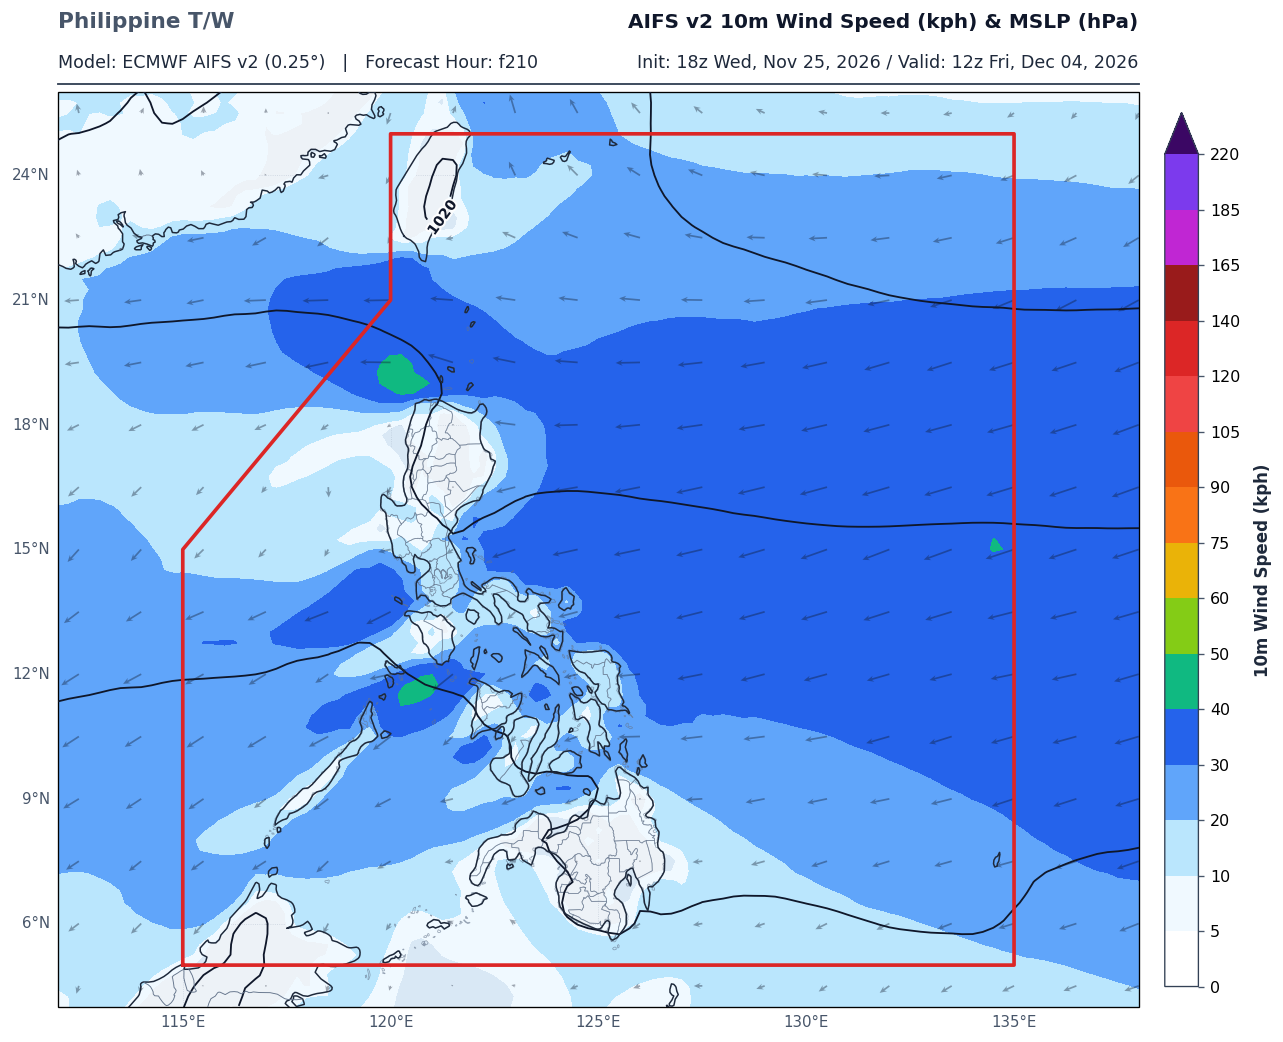 Philippine T/W
AIFS v2 10m Wind Speed (kph) & MSLP (hPa)
Model: ECMWF AIFS v2 (0.25°) | Forecast Hour: f210
Init: 18z Wed, Nov 25, 2026 / Valid: 12z Fri, Dec 04, 2026
24°N
21°N
18°N
15°N
12°N
9°N
6°N
1020
115°E
120°E
125°E
130°E
135°E
220
185
165
140
120
105
90
75
60
50
40
30
20
10
5
0
10m Wind Speed (kph)